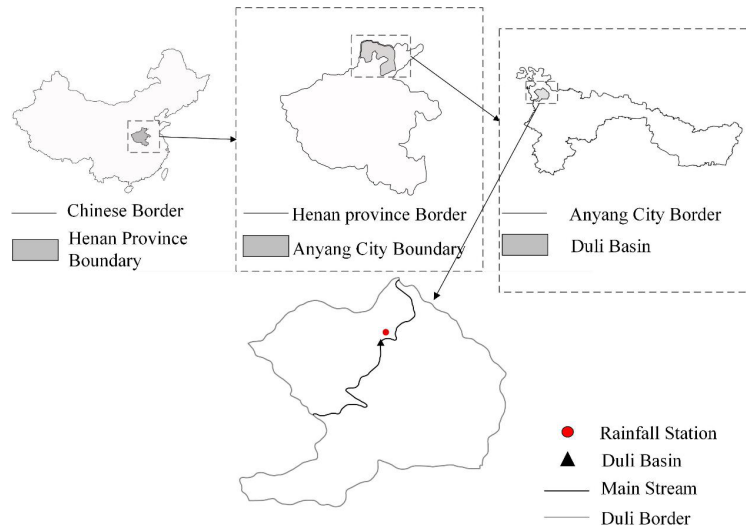 Chinese Border
Henan Province
Boundary
Henan province Border
Anyang City Boundary
Anyang City Border
Duli Basin
Rainfall Station
Duli Basin
Main Stream
Duli Border